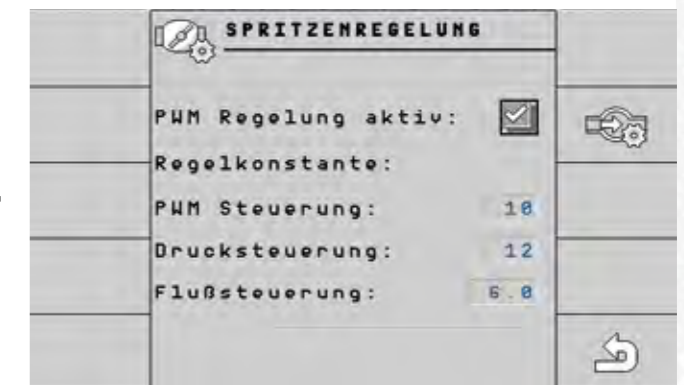 SPRITZENREGELUNG
PWM Regelung aktiv:
Regelkonstante:
PWM Steuerung: 10
Drucksteuerung: 12
Flußsteuerung: 6.0